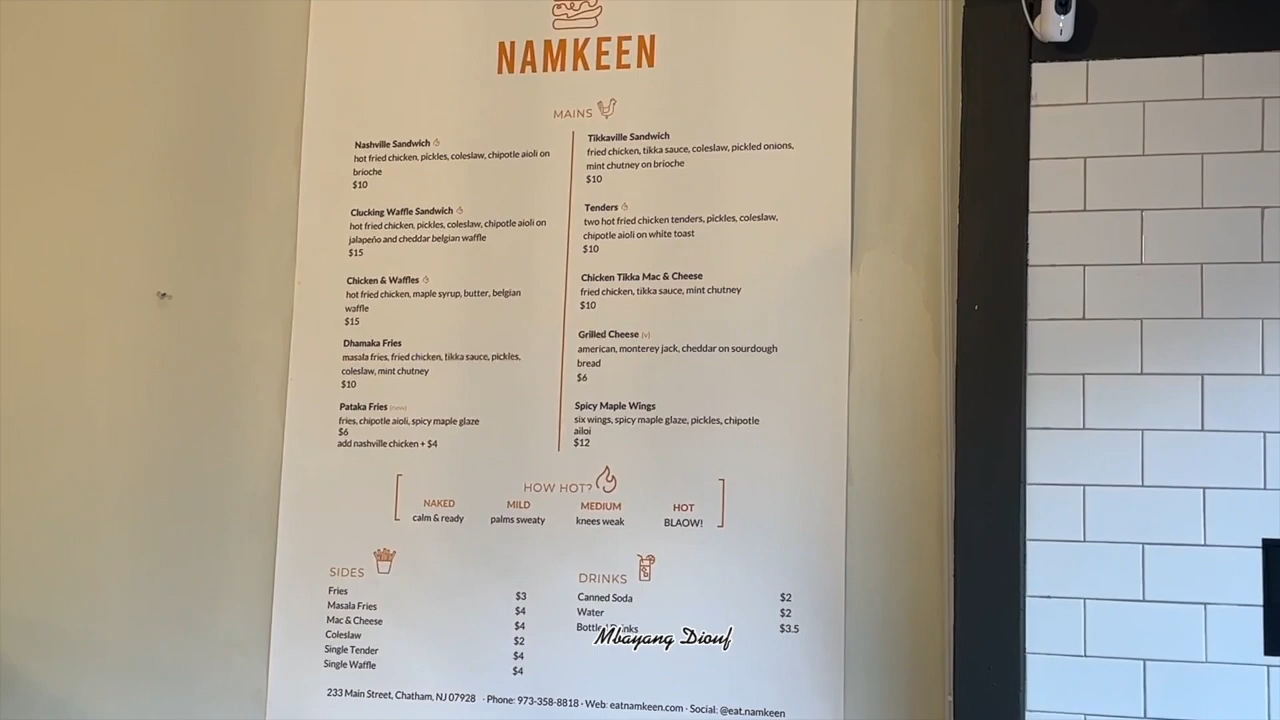 NAMKEEN
MAINS
Nashville Sandwich
hot fried chicken, pickles, coleslaw, chipotle aioli on
brioche
$10
Clucking Waffle Sandwich
hot fried chicken, pickles, coleslaw, chipotle aioli on
jalapeño and cheddar belgian waffle
$15
Chicken & Waffles
hot fried chicken, maple syrup, butter, belgian
waffle
$15
Dhamaka Fries
masala fries, fried chicken, tikka sauce, pickles,
coleslaw, mint chutney
$10
Pataka Fries (new)
fries, chipotle aioli, spicy maple glaze
$6
add nashville chicken + $4
Tikkaville Sandwich
fried chicken, tikka sauce, coleslaw, pickled onions,
mint chutney on brioche
$10
Tenders
two hot fried chicken tenders, pickles, coleslaw,
chipotle aioli on white toast
$10
Chicken Tikka Mac & Cheese
fried chicken, tikka sauce, mint chutney
$10
Grilled Cheese (v)
american, monterey jack, cheddar on sourdough
bread
$6
Spicy Maple Wings
six wings, spicy maple glaze, pickles, chipotle
ailoi
$12
HOW HOT?
NAKED MILD MEDIUM HOT
calm & ready palms sweaty knees weak BLAOW!
SIDES
Fries $3
Masala Fries $4
Mac & Cheese $4
Coleslaw $2
Single Tender $4
Single Waffle $4
DRINKS
Canned Soda $2
Water $2
$3.5
Mbayang Diouf
233 Main Street, Chatham, NJ 07928 · Phone: 973-358-8818 · Web: eatnamkeen.com · Social: @eat.namkeen